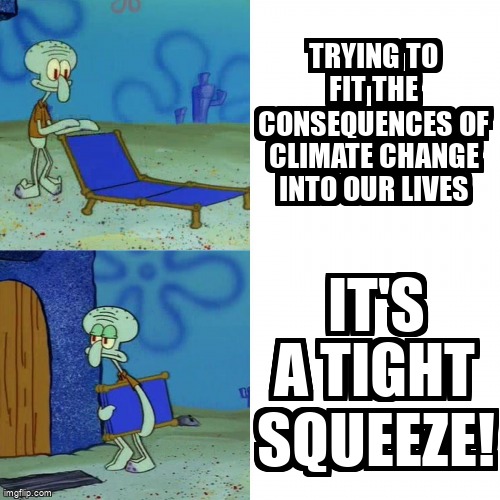 TRYING TO
FIT THE
CONSEQUENCES OF
CLIMATE CHANGE
INTO OUR LIVES
IT'S
A TIGHT
SQUEEZE!
imgflip.com